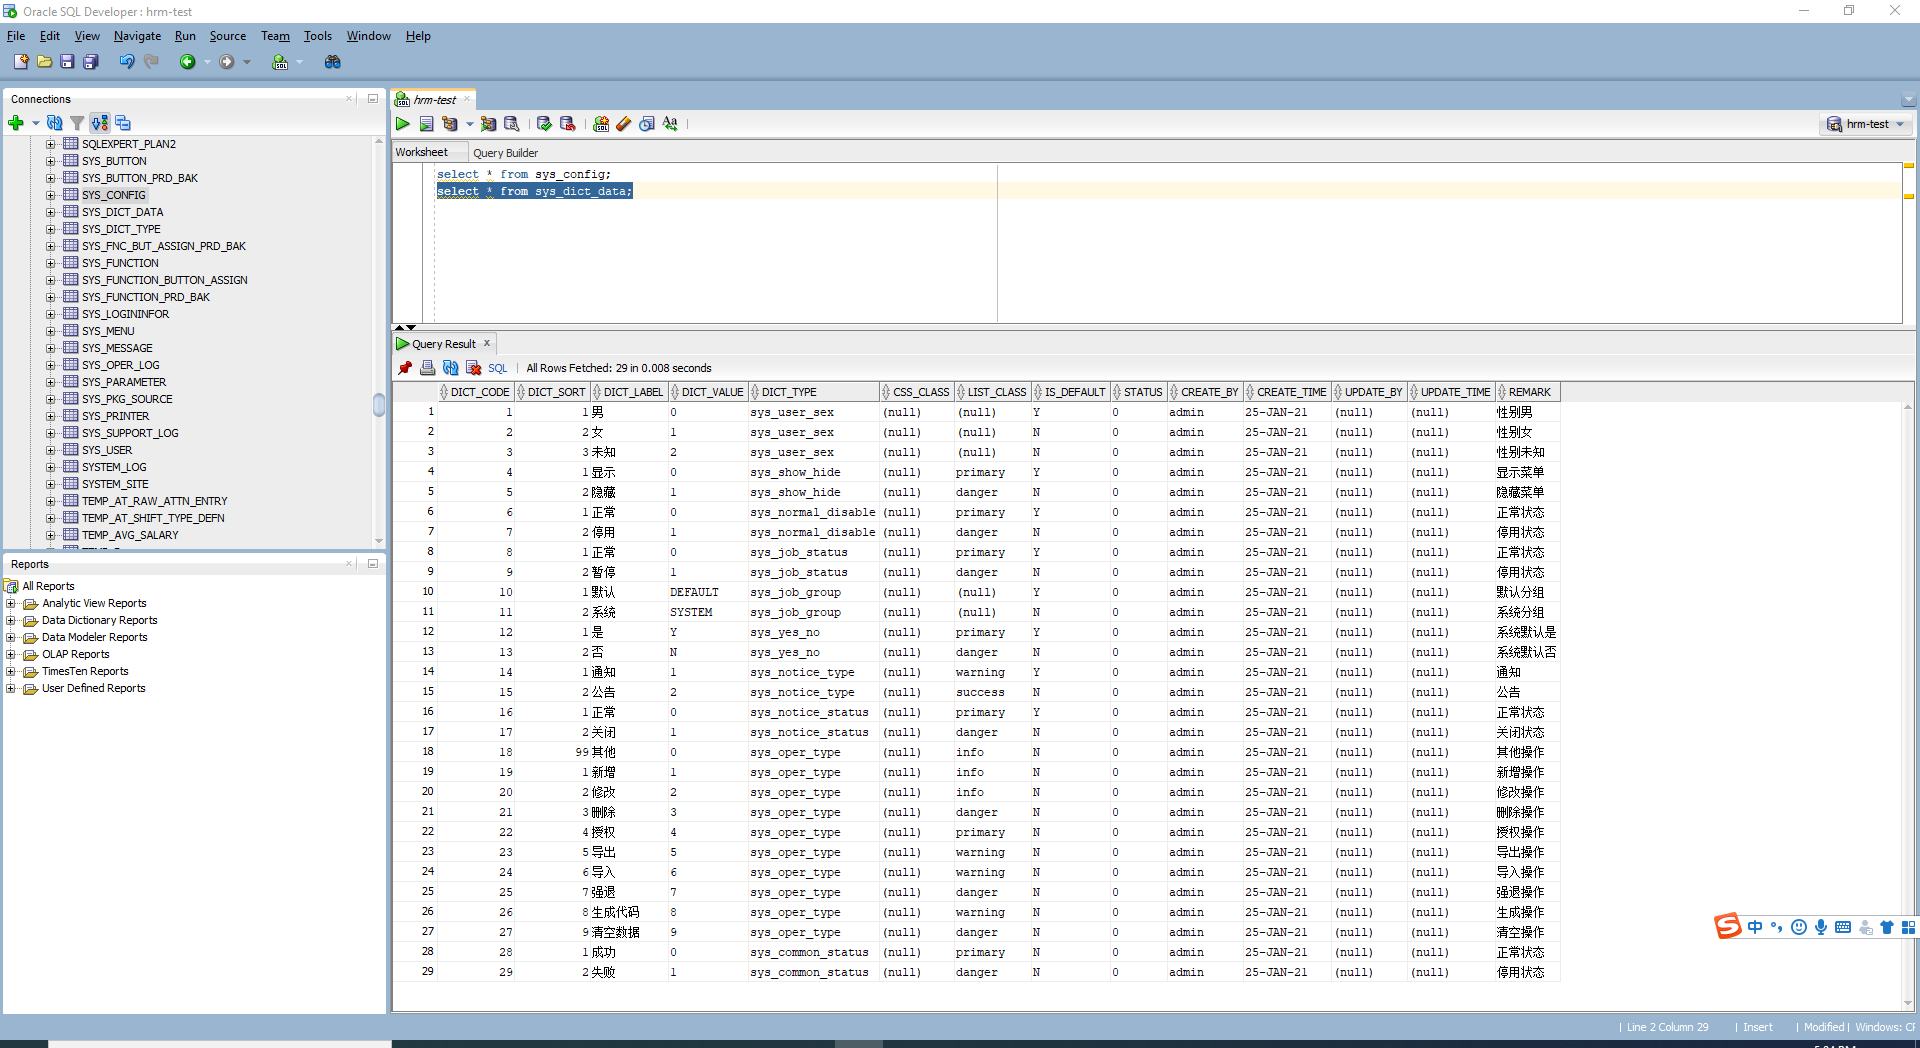 Oracle SQL Developer : hrm-test
File Edit View Navigate Run Source Team Tools Window Help
Connections
SQLEXPERT_PLAN2
SYS_BUTTON
SYS_BUTTON_PRD_BAK
SYS_CONFIG
SYS_DICT_DATA
SYS_DICT_TYPE
SYS_FNC_BUT_ASSIGN_PRD_BAK
SYS_FUNCTION
SYS_FUNCTION_BUTTON_ASSIGN
SYS_FUNCTION_PRD_BAK
SYS_LOGININFOR
SYS_MENU
SYS_MESSAGE
SYS_OPER_LOG
SYS_PARAMETER
SYS_PKG_SOURCE
SYS_PRINTER
SYS_SUPPORT_LOG
SYS_USER
SYSTEM_LOG
SYSTEM_SITE
TEMP_AT_RAW_ATTN_ENTRY
TEMP_AT_SHIFT_TYPE_DEFN
TEMP_AVG_SALARY
Reports
All Reports
Analytic View Reports
Data Dictionary Reports
Data Modeler Reports
OLAP Reports
TimesTen Reports
User Defined Reports
hrm-test
hrm-test
Worksheet Query Builder
select * from sys_config;
select * from sys_dict_data;
Query Result
SQL | All Rows Fetched: 29 in 0.008 seconds
DICT_CODE DICT_SORT DICT_LABEL DICT_VALUE DICT_TYPE CSS_CLASS LIST_CLASS IS_DEFAULT STATUS CREATE_BY CREATE_TIME UPDATE_BY UPDATE_TIME REMARK
1 1 1 男 0 sys_user_sex (null) (null) Y 0 admin 25-JAN-21 (null) (null) 性别男
2 2 2 女 1 sys_user_sex (null) (null) N 0 admin 25-JAN-21 (null) (null) 性别女
3 3 3 未知 2 sys_user_sex (null) (null) N 0 admin 25-JAN-21 (null) (null) 性别未知
4 4 1 显示 0 sys_show_hide (null) primary Y 0 admin 25-JAN-21 (null) (null) 显示菜单
5 5 2 隐藏 1 sys_show_hide (null) danger N 0 admin 25-JAN-21 (null) (null) 隐藏菜单
6 6 1 正常 0 sys_normal_disable (null) primary Y 0 admin 25-JAN-21 (null) (null) 正常状态
7 7 2 停用 1 sys_normal_disable (null) danger N 0 admin 25-JAN-21 (null) (null) 停用状态
8 8 1 正常 0 sys_job_status (null) primary Y 0 admin 25-JAN-21 (null) (null) 正常状态
9 9 2 暂停 1 sys_job_status (null) danger N 0 admin 25-JAN-21 (null) (null) 停用状态
10 10 1 默认 DEFAULT sys_job_group (null) (null) Y 0 admin 25-JAN-21 (null) (null) 默认分组
11 11 2 系统 SYSTEM sys_job_group (null) (null) N 0 admin 25-JAN-21 (null) (null) 系统分组
12 12 1 是 Y sys_yes_no (null) primary Y 0 admin 25-JAN-21 (null) (null) 系统默认是
13 13 2 否 N sys_yes_no (null) danger N 0 admin 25-JAN-21 (null) (null) 系统默认否
14 14 1 通知 1 sys_notice_type (null) warning Y 0 admin 25-JAN-21 (null) (null) 通知
15 15 2 公告 2 sys_notice_type (null) success N 0 admin 25-JAN-21 (null) (null) 公告
16 16 1 正常 0 sys_notice_status (null) primary Y 0 admin 25-JAN-21 (null) (null) 正常状态
17 17 2 关闭 1 sys_notice_status (null) danger N 0 admin 25-JAN-21 (null) (null) 关闭状态
18 18 99 其他 0 sys_oper_type (null) info N 0 admin 25-JAN-21 (null) (null) 其他操作
19 19 1 新增 1 sys_oper_type (null) info N 0 admin 25-JAN-21 (null) (null) 新增操作
20 20 2 修改 2 sys_oper_type (null) info N 0 admin 25-JAN-21 (null) (null) 修改操作
21 21 3 删除 3 sys_oper_type (null) danger N 0 admin 25-JAN-21 (null) (null) 删除操作
22 22 4 授权 4 sys_oper_type (null) primary N 0 admin 25-JAN-21 (null) (null) 授权操作
23 23 5 导出 5 sys_oper_type (null) warning N 0 admin 25-JAN-21 (null) (null) 导出操作
24 24 6 导入 6 sys_oper_type (null) warning N 0 admin 25-JAN-21 (null) (null) 导入操作
25 25 7 强退 7 sys_oper_type (null) danger N 0 admin 25-JAN-21 (null) (null) 强退操作
26 26 8 生成代码 8 sys_oper_type (null) warning N 0 admin 25-JAN-21 (null) (null) 生成操作
27 27 9 清空数据 9 sys_oper_type (null) danger N 0 admin 25-JAN-21 (null) (null) 清空操作
28 28 1 成功 0 sys_common_status (null) primary N 0 admin 25-JAN-21 (null) (null) 正常状态
29 29 2 失败 1 sys_common_status (null) danger N 0 admin 25-JAN-21 (null) (null) 停用状态
中
Line 2 Column 29 | Insert | Modified | Windows: